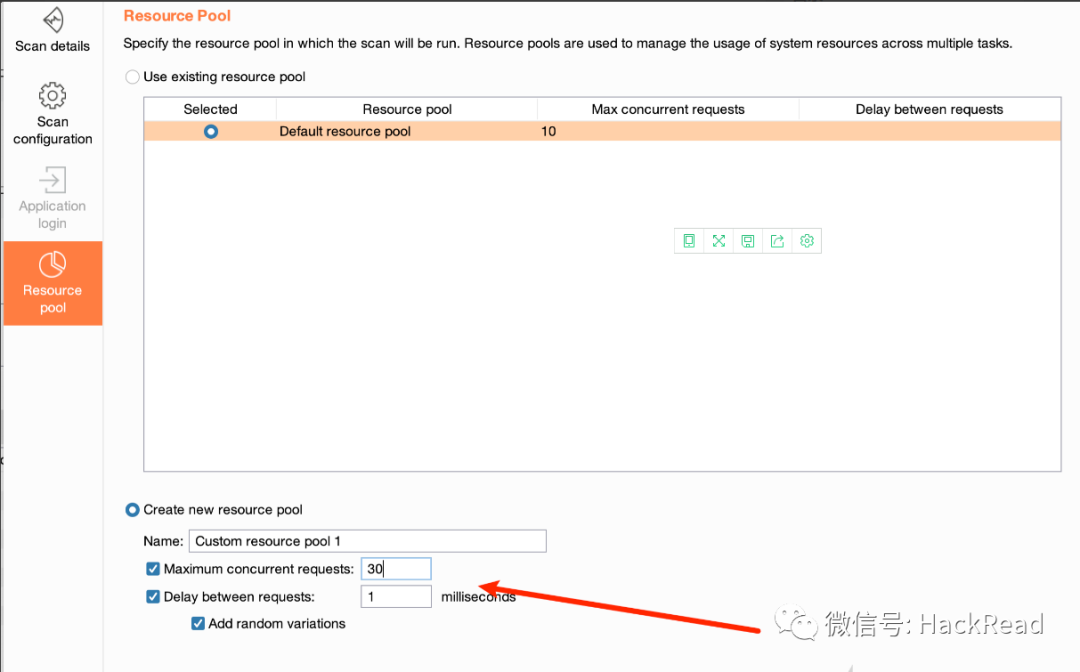 Resource Pool
Scan details
Specify the resource pool in which the scan will be run. Resource pools are used to manage the usage of system resources across multiple tasks.
Use existing resource pool
Selected Resource pool Max concurrent requests Delay between requests
Default resource pool 10
Scan
configuration
Application
login
Resource
pool
Create new resource pool
Name: Custom resource pool 1
Maximum concurrent requests: 30
Delay between requests: 1 milliseconds
Add random variations
微信号: HackRead